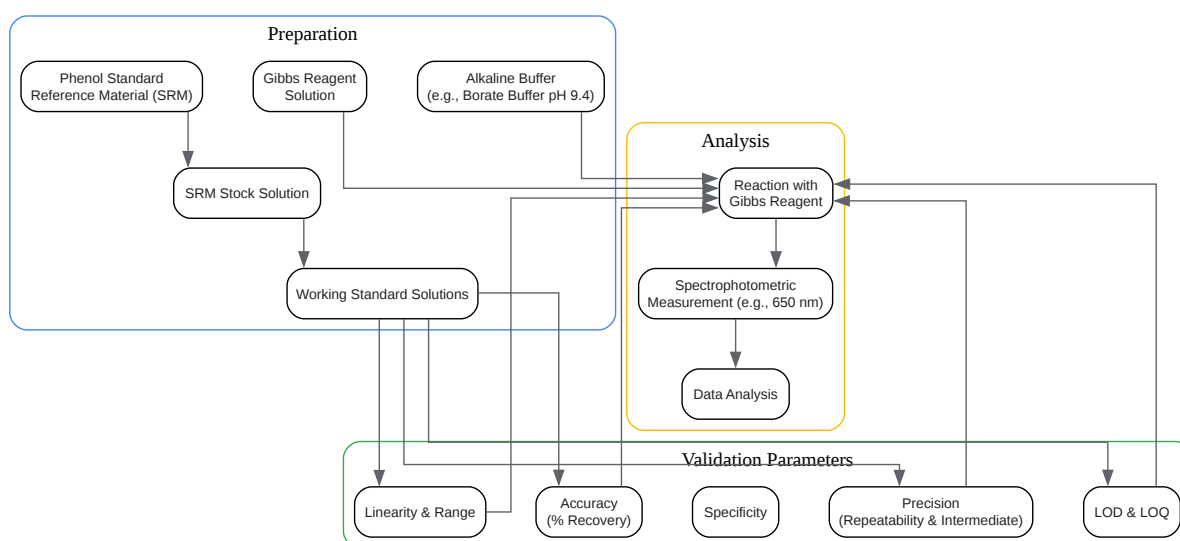 Preparation
Phenol Standard
Reference Material (SRM)
Gibbs Reagent
Solution
Alkaline Buffer
(e.g., Borate Buffer pH 9.4)
SRM Stock Solution
Working Standard Solutions
Analysis
Reaction with
Gibbs Reagent
Spectrophotometric
Measurement (e.g., 650 nm)
Data Analysis
Validation Parameters
Linearity & Range
Accuracy
(% Recovery)
Specificity
Precision
(Repeatability & Intermediate)
LOD & LOQ